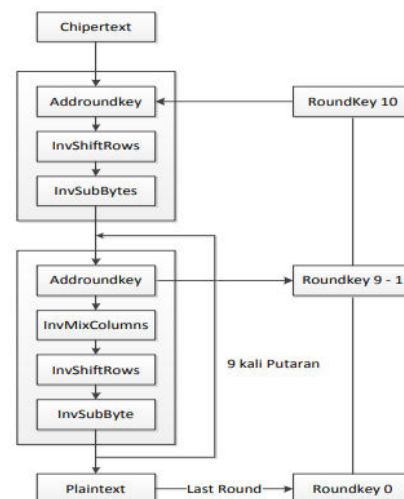 Chipertext
Addroundkey
RoundKey 10
InvShiftRows
InvSubBytes
Addroundkey
Roundkey 9 - 1
InvMixColumns
InvShiftRows
9 kali Putaran
InvSubByte
Plaintext
Last Round
Roundkey 0